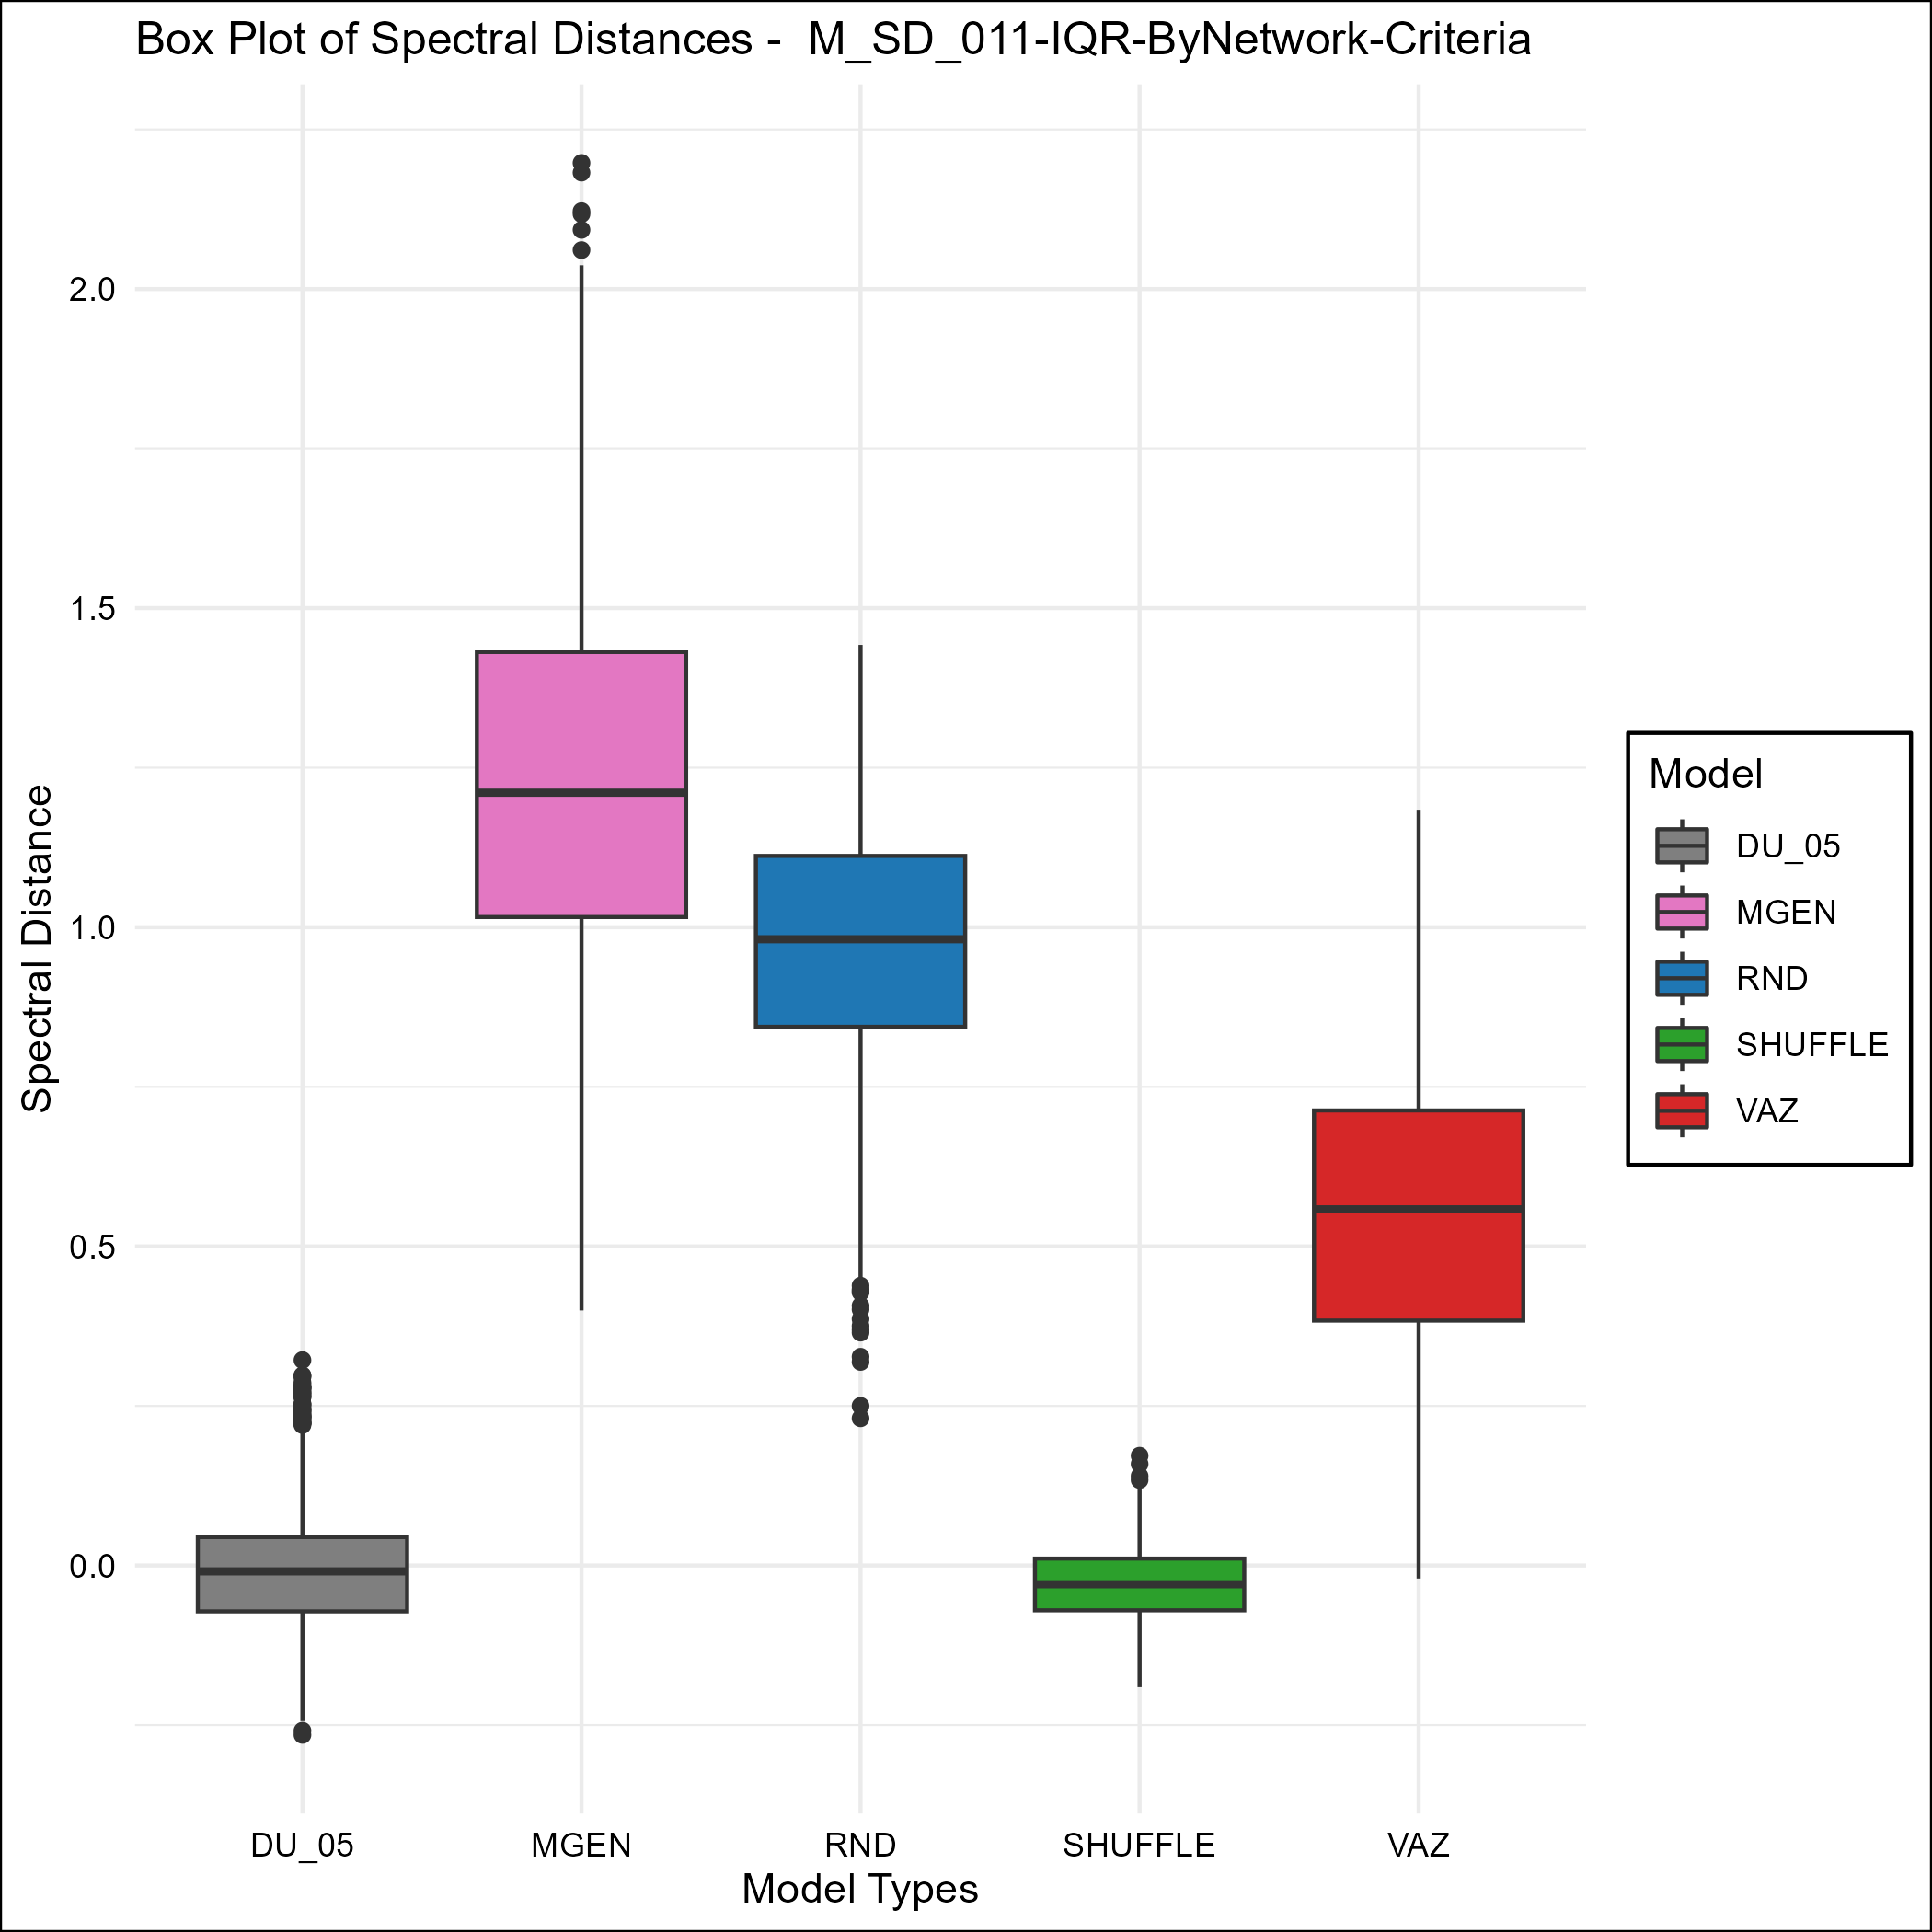 Box Plot of Spectral Distances -  M_SD_011-IQR-ByNetwork-Criteria
Spectral Distance
2.0
1.5
1.0
0.5
0.0
DU_05
MGEN
RND
SHUFFLE
VAZ
Model Types
Model
DU_05
MGEN
RND
SHUFFLE
VAZ